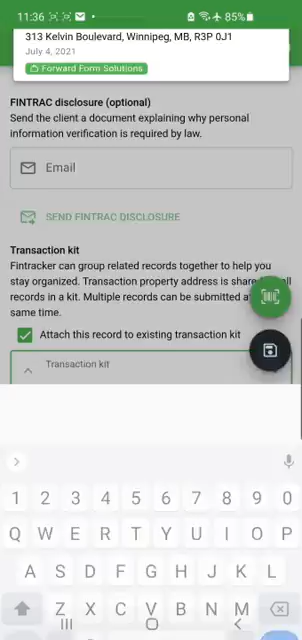 11:36
85%
313 Kelvin Boulevard, Winnipeg, MB, R3P 0J1
July 4, 2021
Forward Form Solutions
FINTRAC disclosure (optional)
Send the client a document explaining why personal
information verification is required by law.
Email
SEND FINTRAC DISCLOSURE
Transaction kit
Fintracker can group related records together to help you
stay organized. Transaction property address is share all
records in a kit. Multiple records can be submitted a
same time.
Attach this record to existing transaction kit
Transaction kit
1 2 3 4 5 6 7 8 9 0
Q W E R T Y U I O P
A S D F G H J K L
Z X C V B N M